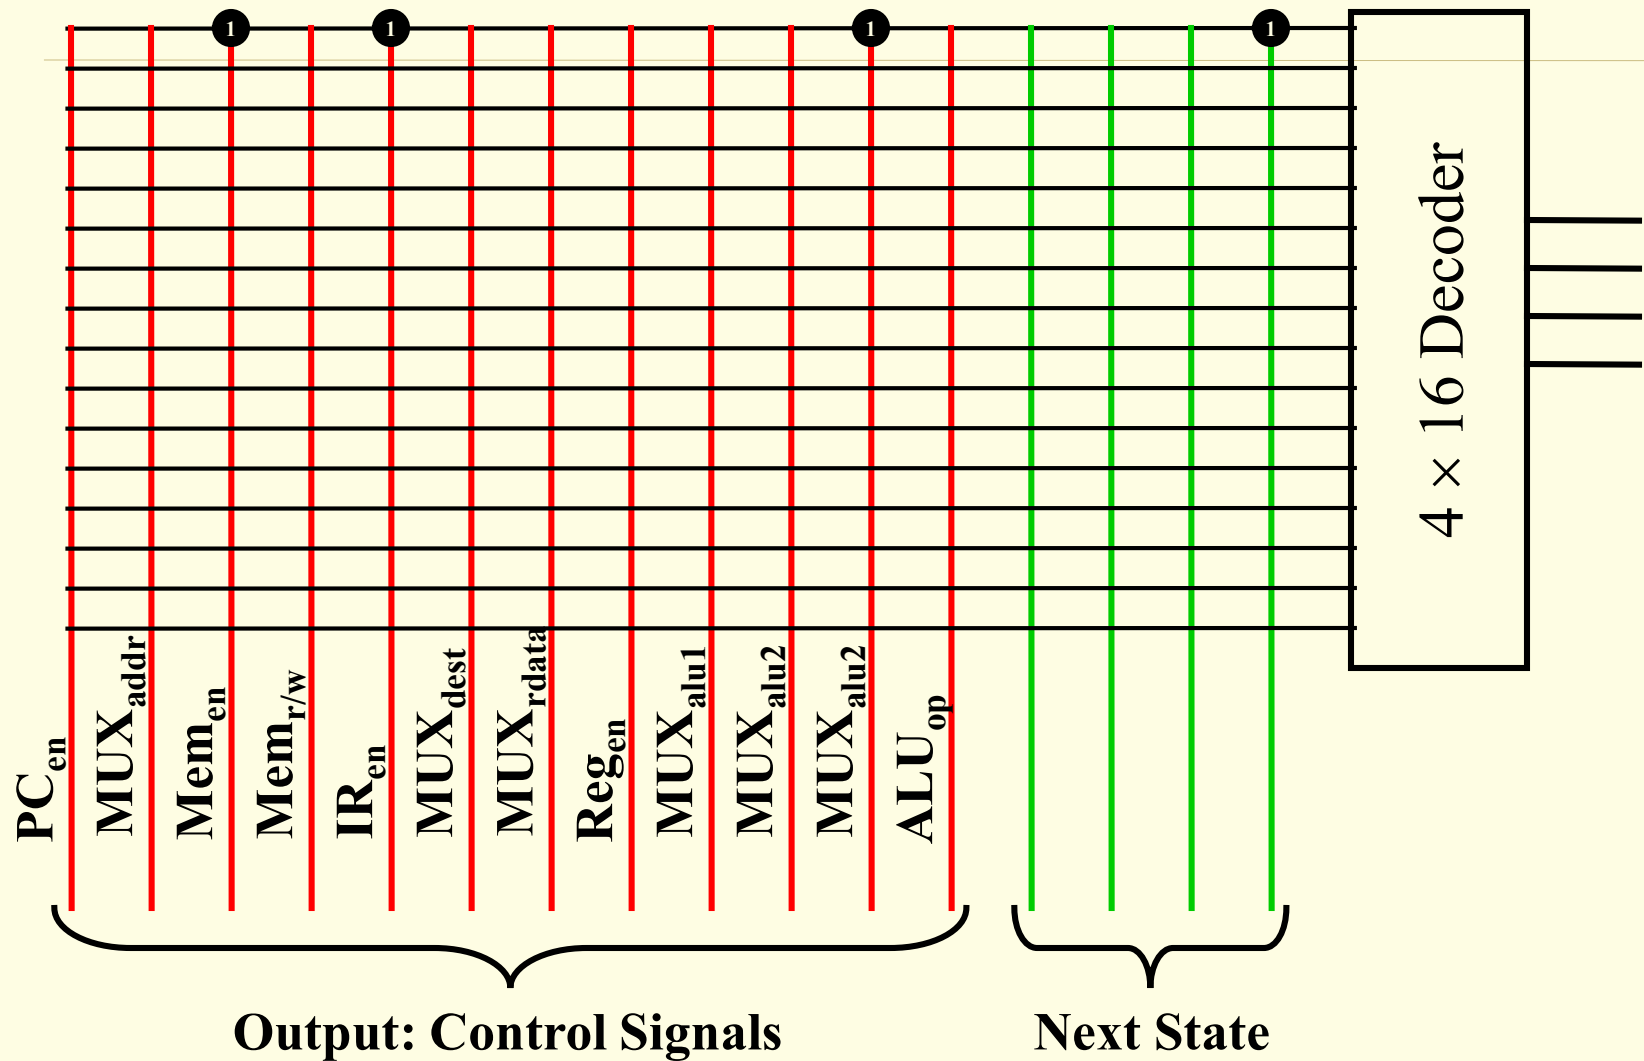 1 1 1 1
4 × 16 Decoder
PCen
MUXaddr
Memen
Memr/w
IRen
MUXdest
MUXrdata
Regen
MUXalu1
MUXalu2
MUXalu2
ALUop
Output: Control Signals
Next State